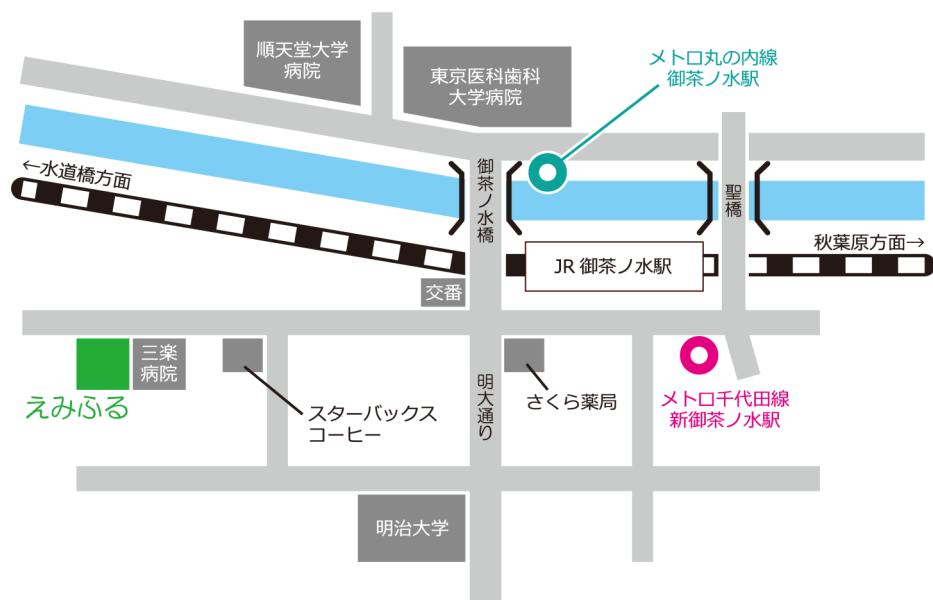 順天堂大学
病院
東京医科歯科
大学病院
メトロ丸の内線
御茶ノ水駅
←水道橋方面
御茶ノ水橋
聖橋
秋葉原方面→
JR 御茶ノ水駅
交番
三楽
病院
えみふる
スターバックス
コーヒー
明大通り
さくら薬局
メトロ千代田線
新御茶ノ水駅
明治大学